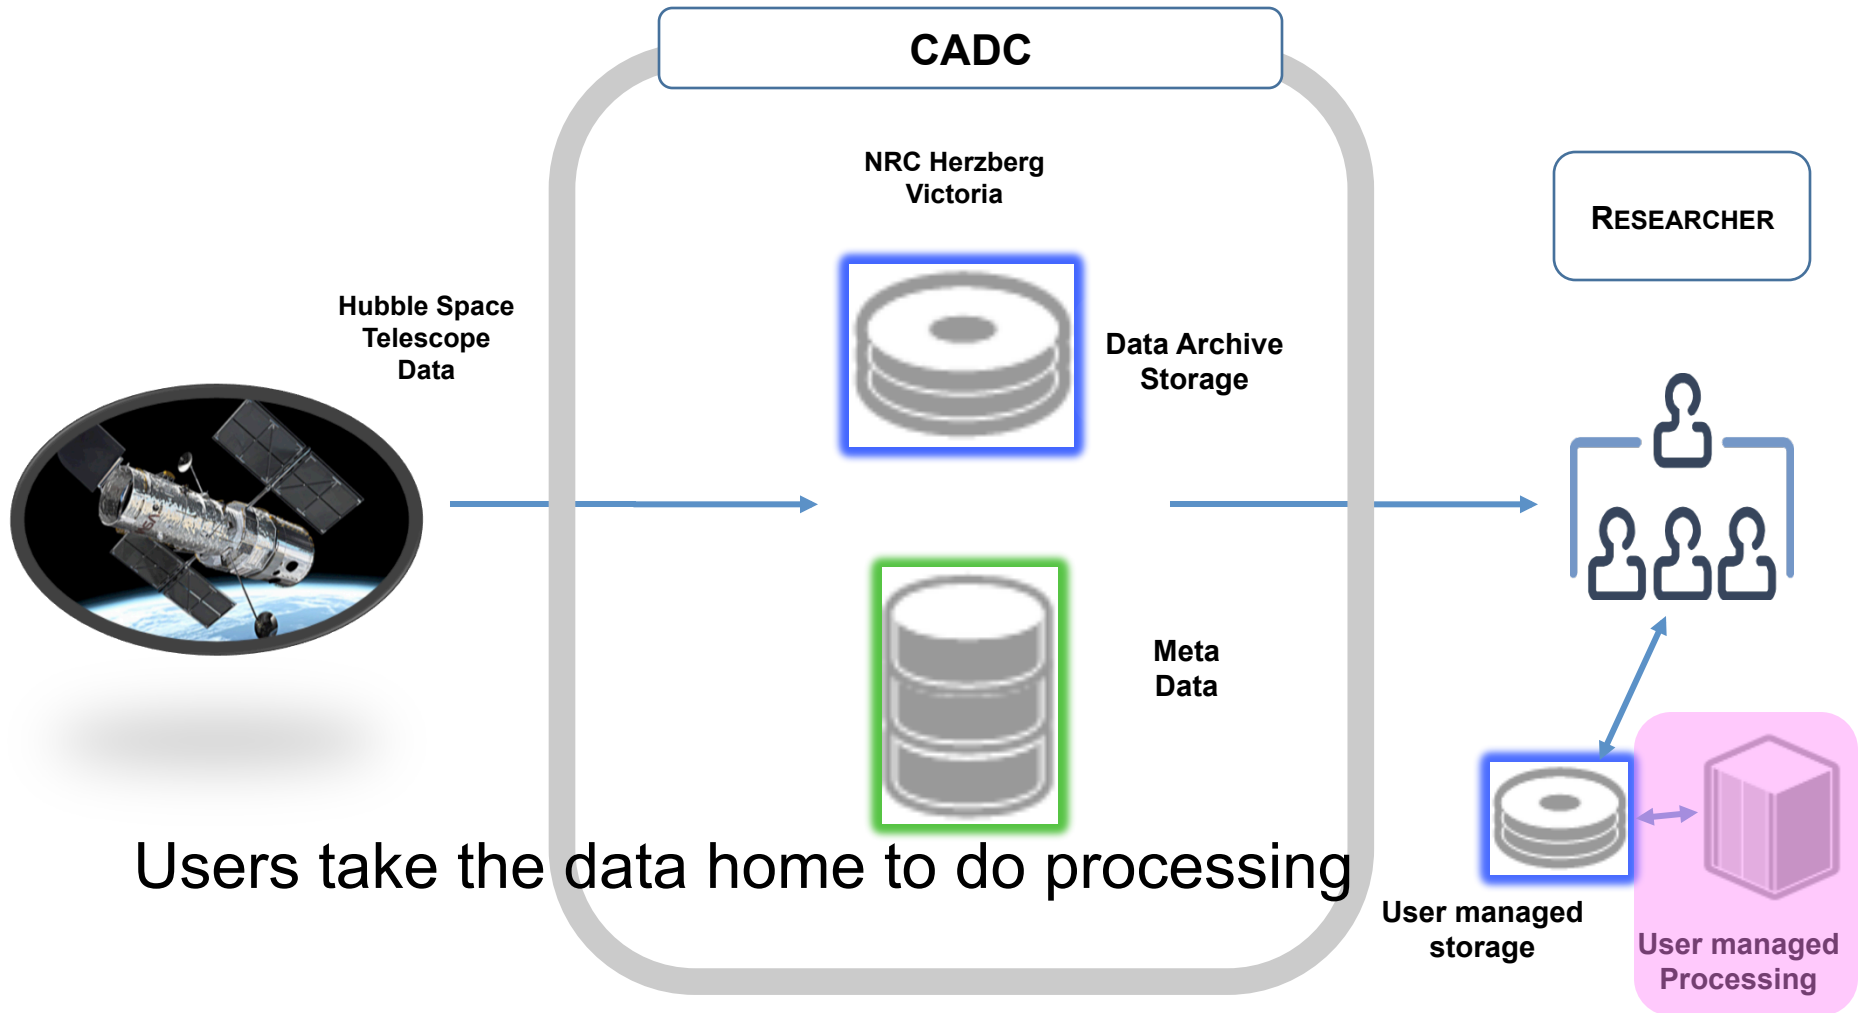 CADC
NRC Herzberg
Victoria
RESEARCHER
Hubble Space
Telescope
Data
Data Archive
Storage
Meta
Data
Users take the data home to do processing
User managed
storage
User managed
Processing